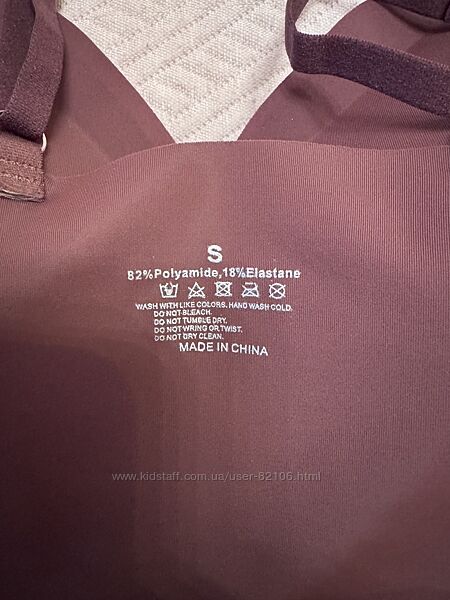 S
82%Polyamide,18%Elastane
WASH WITH LIKE COLORS. HAND WASH COLD.
DO NOT BLEACH.
DO NOT TUMBLE DRY.
DO NOT WRING OR TWIST.
DO NOT DRY CLEAN.
MADE IN CHINA
www.kidstaff.com.ua/user-82106.html